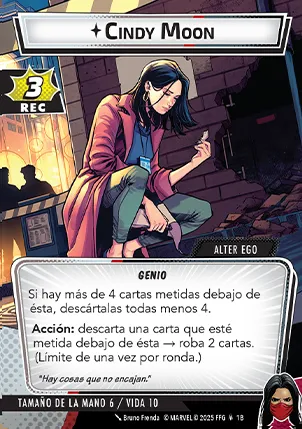 CINDY MOON
3
REC
ALTER EGO
GENIO
Si hay más de 4 cartas metidas debajo de
ésta, descártalas todas menos 4.
Acción: descarta una carta que esté
metida debajo de ésta → roba 2 cartas.
(Límite de una vez por ronda.)
"Hay cosas que no encajan."
TAMAÑO DE LA MANO 6 / VIDA 10
Bruno Frenda © MARVEL © 2025 FFG 1B